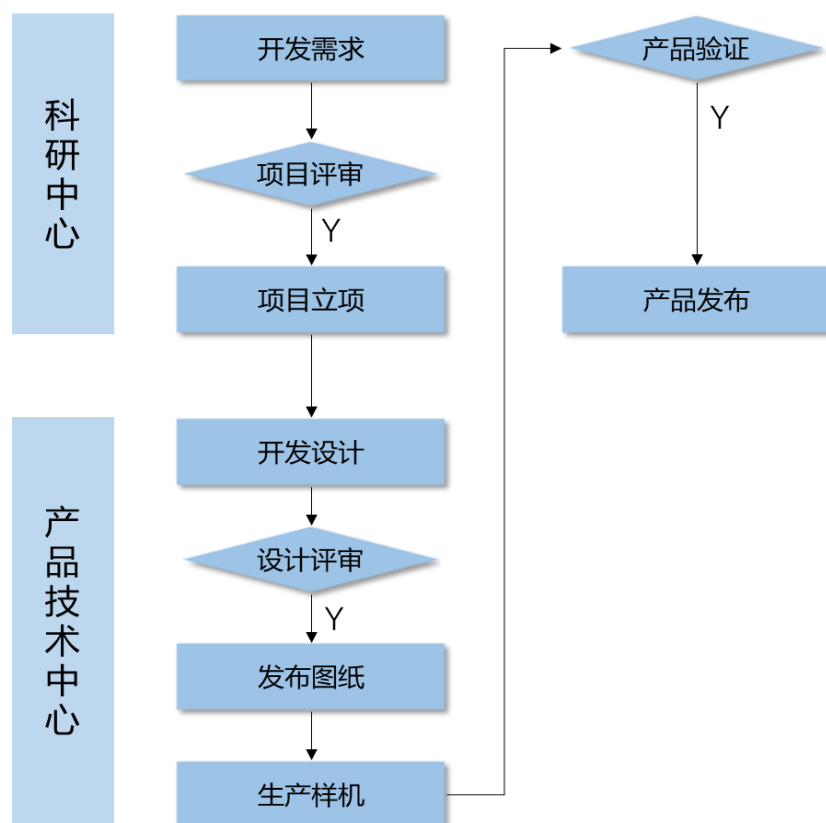 科研中心
开发需求
项目评审
Y
项目立项
产品技术中心
开发设计
设计评审
Y
发布图纸
生产样机
产品验证
Y
产品发布